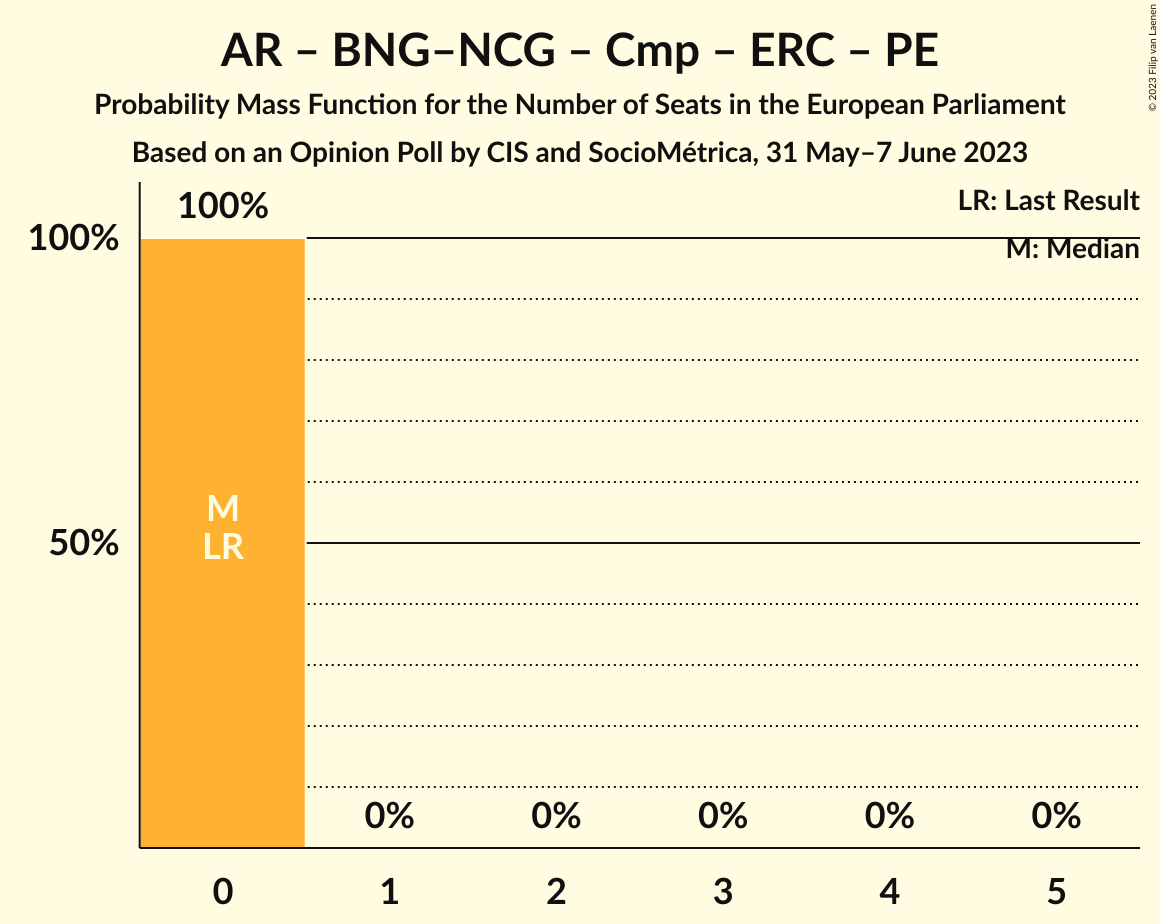 AR – BNG–NCG – Cmp – ERC – PE
Probability Mass Function for the Number of Seats in the European Parliament
Based on an Opinion Poll by CIS and SocioMétrica, 31 May–7 June 2023
© 2023 Filip van Laenen
LR: Last Result
M: Median
100%
100%
50%
M
LR
0% 0% 0% 0% 0%
0 1 2 3 4 5